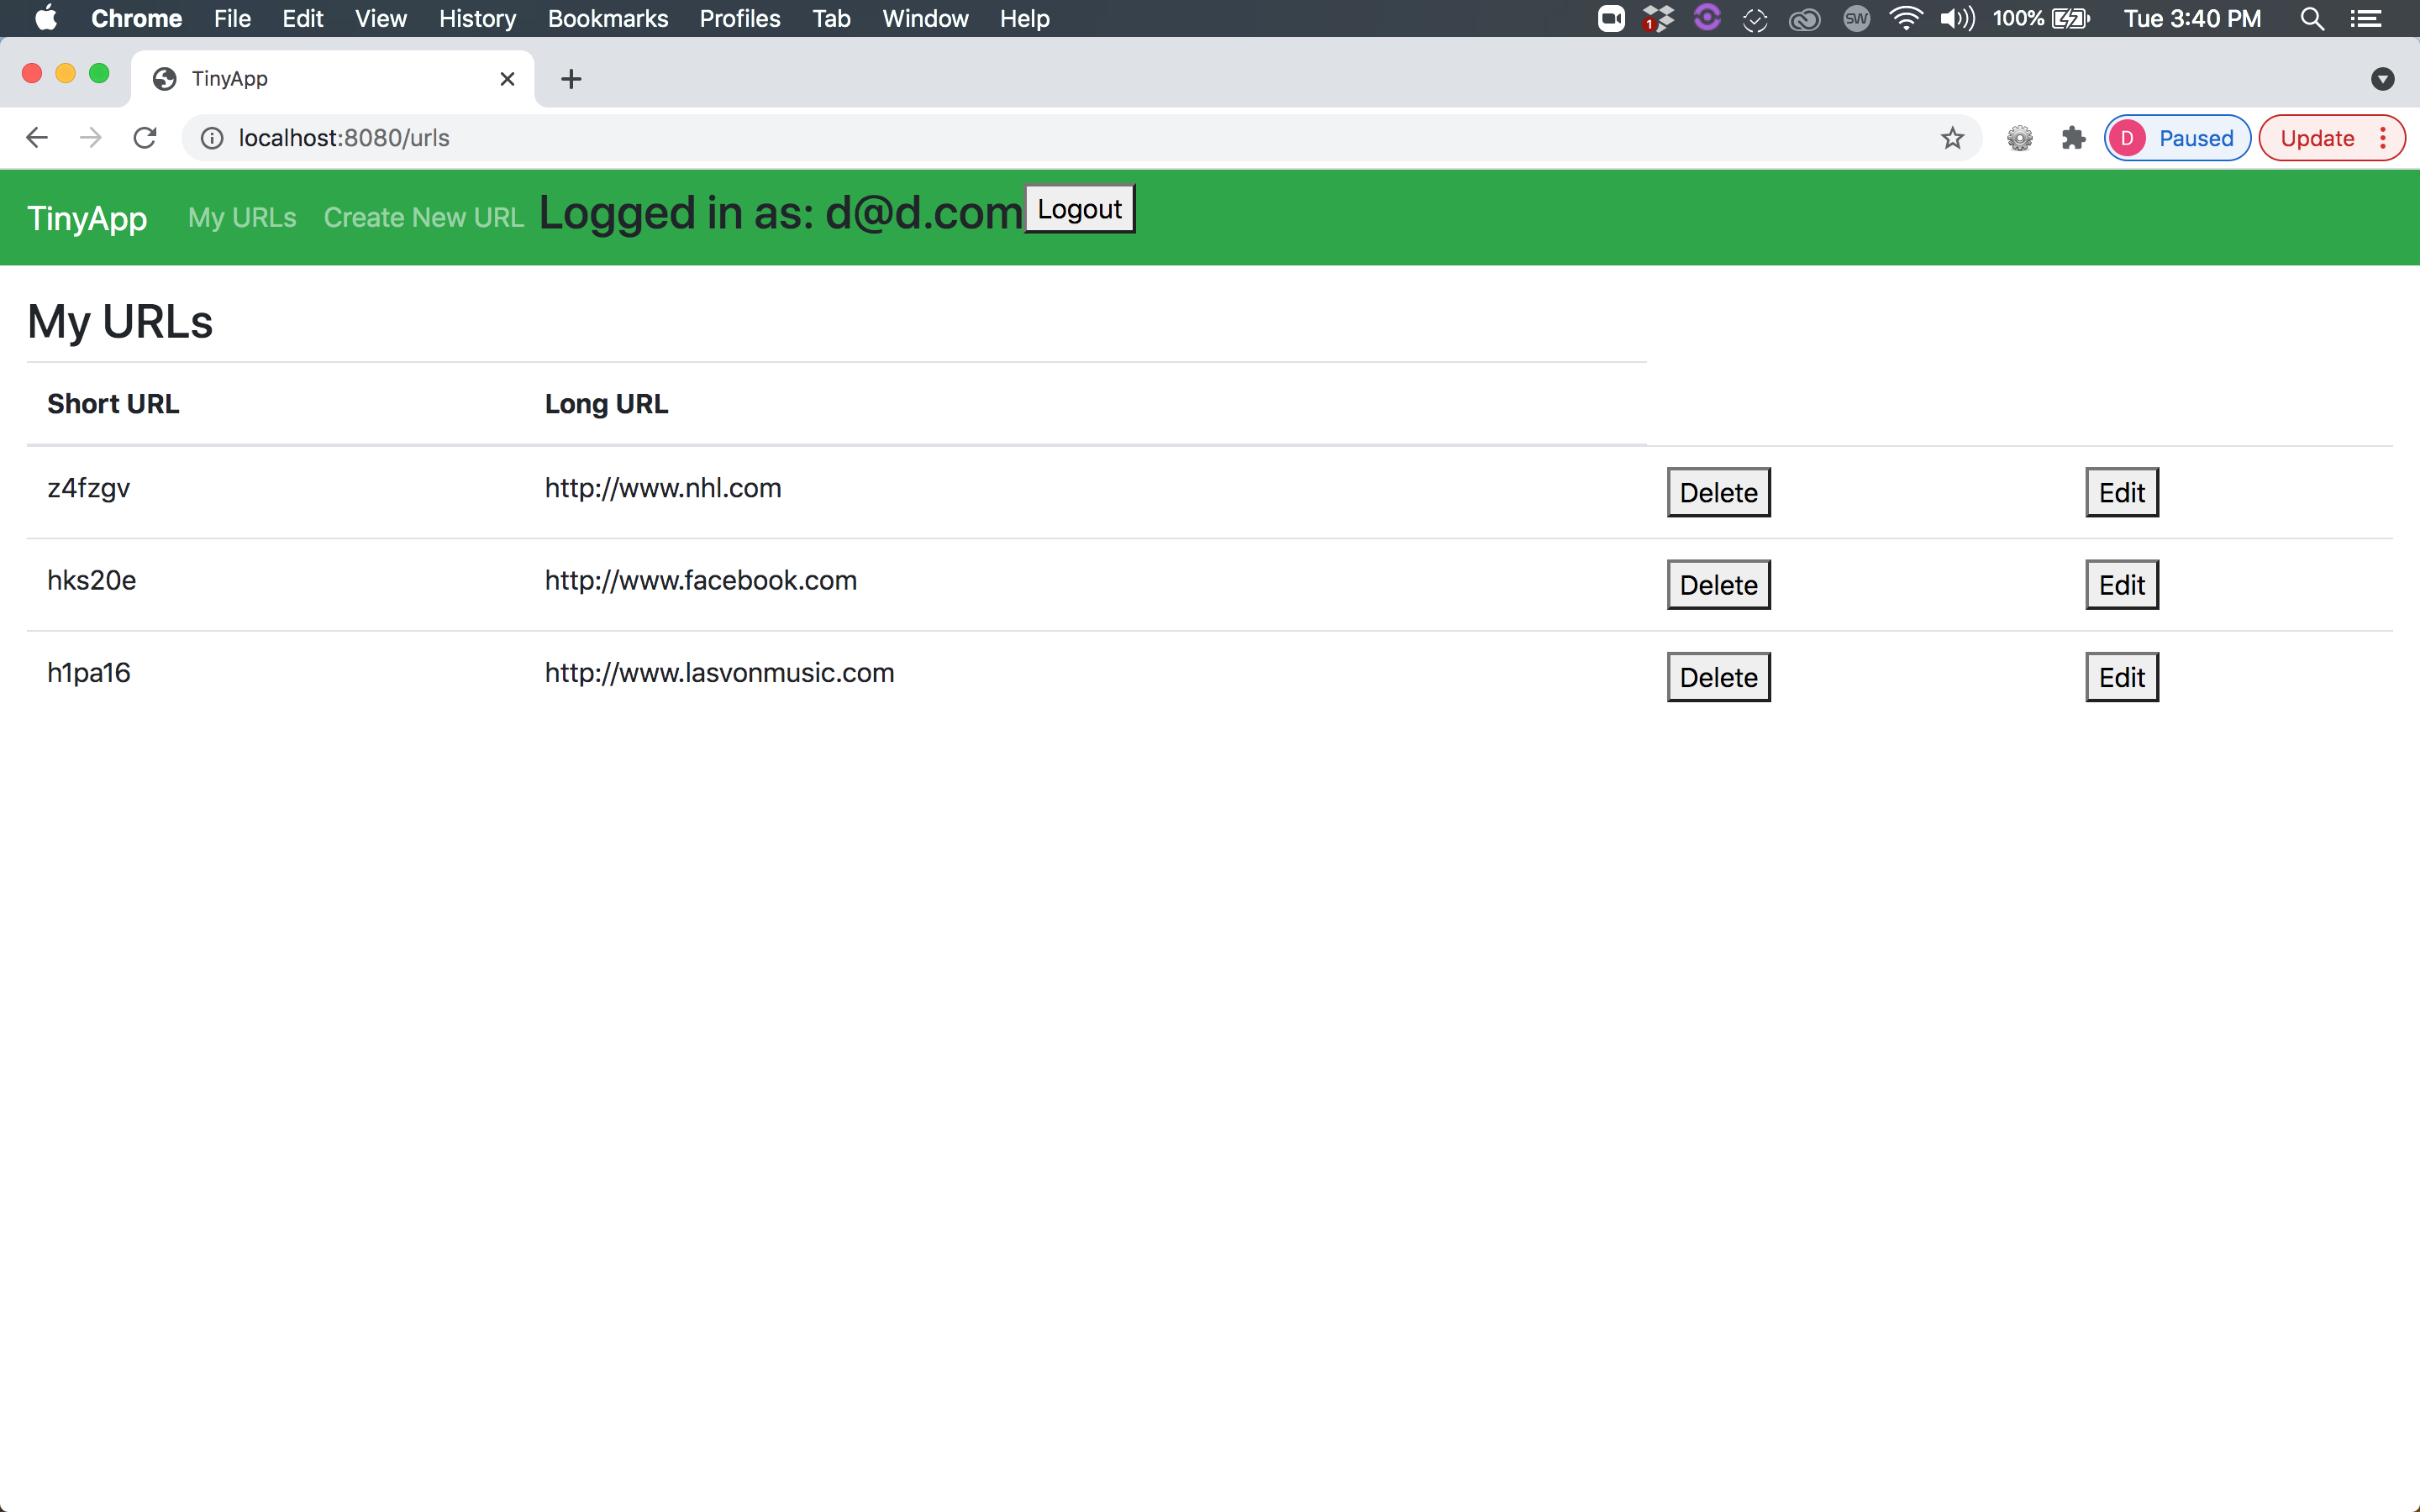 Chrome File Edit View History Bookmarks Profiles Tab Window Help 1 SW 100% Tue 3:40 PM
TinyApp
localhost:8080/urls D Paused Update
TinyApp My URLs Create New URL Logged in as: d@d.com Logout
My URLs
Short URL Long URL
z4fzgv http://www.nhl.com Delete Edit
hks20e http://www.facebook.com Delete Edit
h1pa16 http://www.lasvonmusic.com Delete Edit